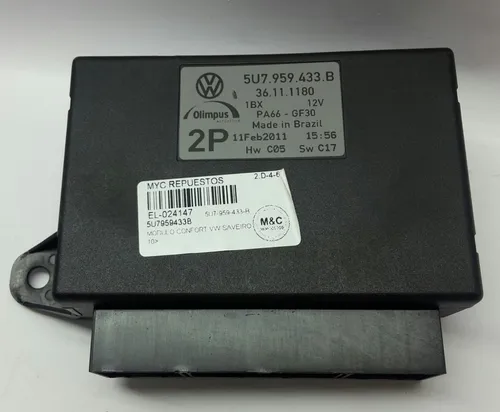 5U7.959.433.B
36.11.1180
1BX 12V
PA66 - GF30
Made in Brazil
Olimpus
AUTOMOTIVE
2P 11Feb2011 15:56
Hw C05 Sw C17
MYC REPUESTOS 2.D-4-6
EL-024147 5U7-959-433-B
5U7959433B
MODULO CONFORT VW SAVEIRO
10>
M&C